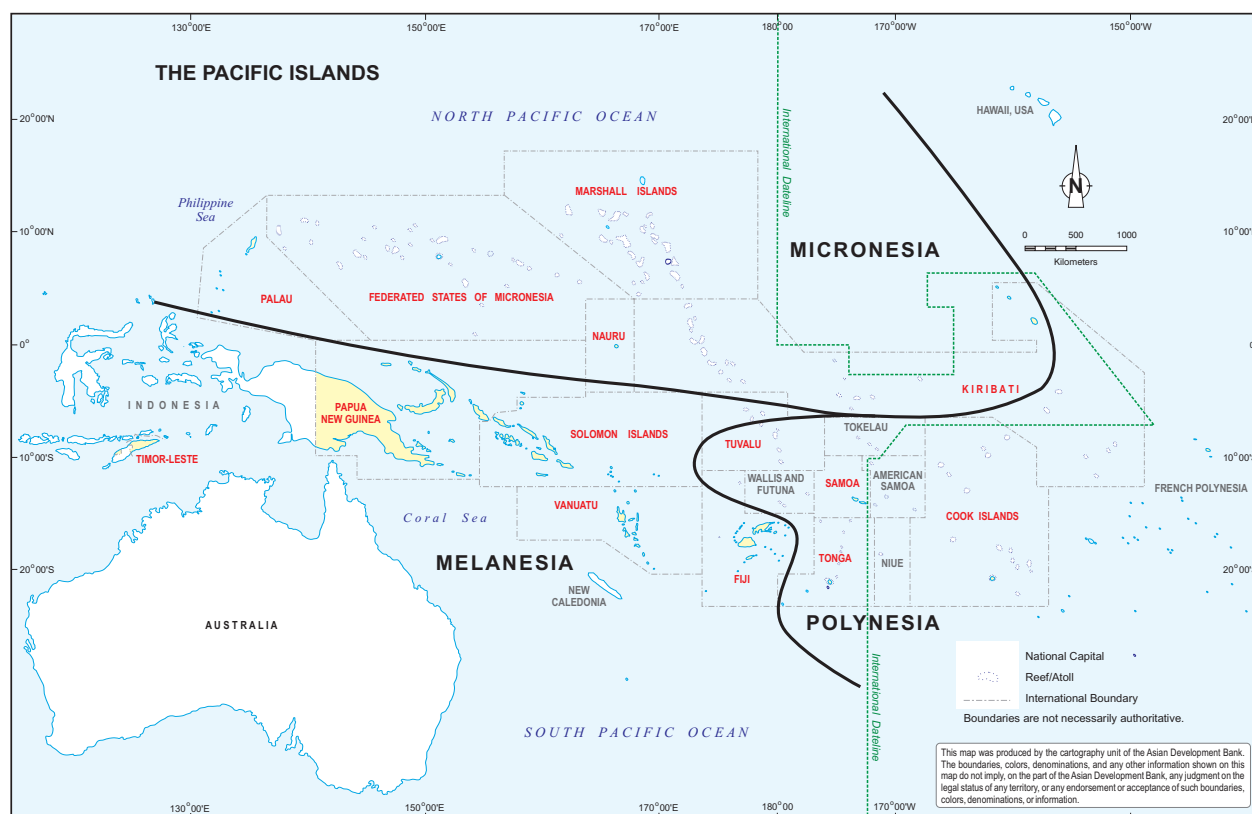 130°00'E 150°00'E 170°00'E 180°00' 170°00'W 150°00'W
THE PACIFIC ISLANDS
HAWAII, USA
20°00'N
NORTH PACIFIC OCEAN
International Dateline
20°00'N
N
MARSHALL ISLANDS
Philippine
Sea
10°00'N
10°00'N
MICRONESIA
0 500 1000
Kilometers
PALAU
FEDERATED STATES OF MICRONESIA
NAURU
0°
0
KIRIBATI
INDONESIA
PAPUA
NEW GUINEA
SOLOMON ISLANDS
TOKELAU
TUVALU
TIMOR-LESTE
10°00'S
10°00'S
WALLIS AND
FUTUNA
SAMOA
AMERICAN
SAMOA
FRENCH POLYNESIA
VANUATU
COOK ISLANDS
Coral Sea
MELANESIA
TONGA
NIUE
FIJI
20°00'S
20°00'S
NEW
CALEDONIA
POLYNESIA
AUSTRALIA
International Dateline
National Capital
Reef/Atoll
International Boundary
Boundaries are not necessarily authoritative.
SOUTH PACIFIC OCEAN
This map was produced by the cartography unit of the Asian Development Bank.
The boundaries, colors, denominations, and any other information shown on this
map do not imply, on the part of the Asian Development Bank, any judgment on the
legal status of any territory, or any endorsement or acceptance of such boundaries,
colors, denominations, or information.
130°00'E 150°00'E 170°00'E 180°00' 170°00'W